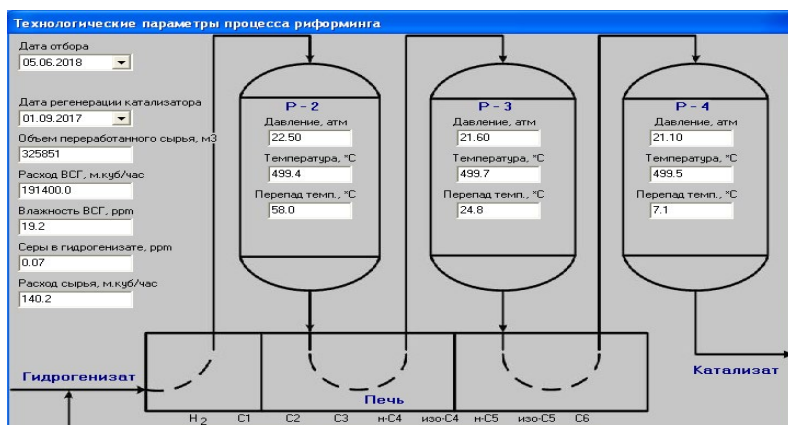 Технологические параметры процесса риформинга
Дата отбора
05.06.2018
Дата регенерации катализатора
01.09.2017
Объем переработанного сырья, м3
325851
Расход ВСГ, м.куб/час
191400.0
Влажность ВСГ, ppm
19.2
Серы в гидрогенизате, ppm
0.07
Расход сырья, м.куб/час
140.2
Р - 2
Давление, атм
22.50
Температура, °С
499.4
Перепад темп., °С
58.0
Р - 3
Давление, атм
21.60
Температура, °С
499.7
Перепад темп., °С
24.8
Р - 4
Давление, атм
21.10
Температура, °С
499.5
Перепад темп., °С
7.1
Гидрогенизат
Печь
Катализат
H2 С1 С2 С3 н-С4 изо-С4 н-С5 изо-С5 С6